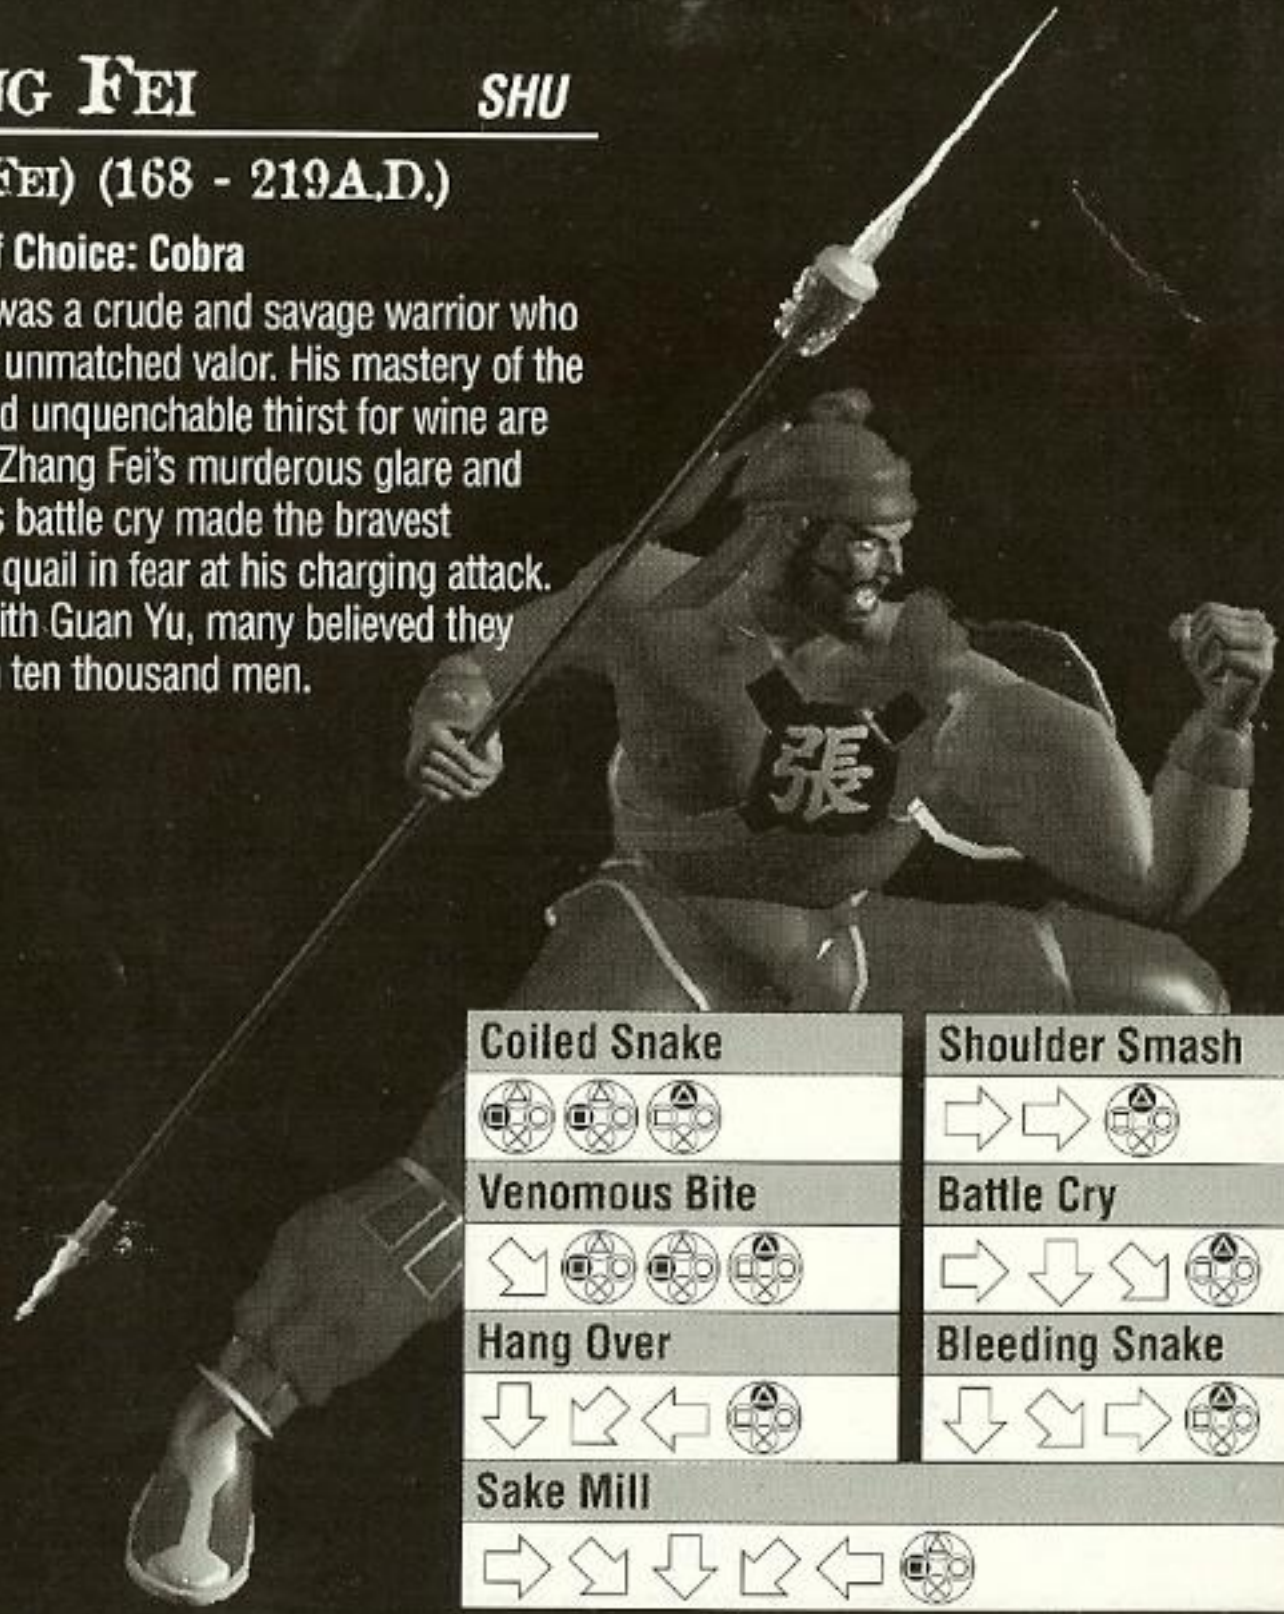 NG FEI SHU
FEI) (168 - 219A.D.)
f Choice: Cobra
was a crude and savage warrior who
unmatched valor. His mastery of the
d unquenchable thirst for wine are
Zhang Fei's murderous glare and
s battle cry made the bravest
quail in fear at his charging attack.
ith Guan Yu, many believed they
ten thousand men.
張
Coiled Snake Shoulder Smash
Venomous Bite Battle Cry
Hang Over Bleeding Snake
Sake Mill